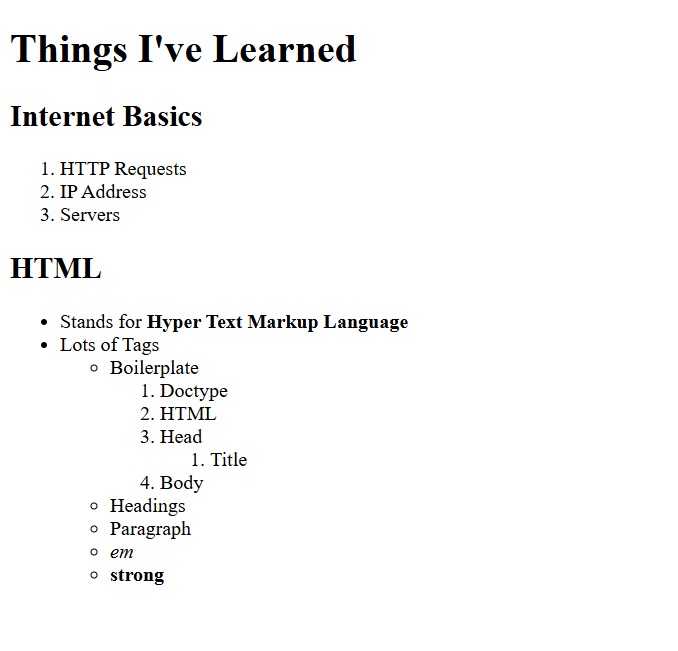 Things I've Learned
Internet Basics
1. HTTP Requests
2. IP Address
3. Servers
HTML
• Stands for Hyper Text Markup Language
• Lots of Tags
◦ Boilerplate
1. Doctype
2. HTML
3. Head
1. Title
4. Body
◦ Headings
◦ Paragraph
◦ em
◦ strong